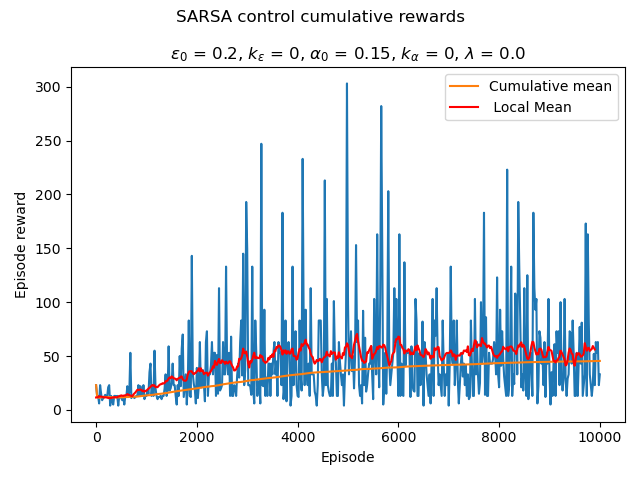 SARSA control cumulative rewards
ε₀ = 0.2, kε = 0, α₀ = 0.15, kα = 0, λ = 0.0
Cumulative mean
Local Mean
Episode reward
300
250
200
150
100
50
0
0 2000 4000 6000 8000 10000
Episode